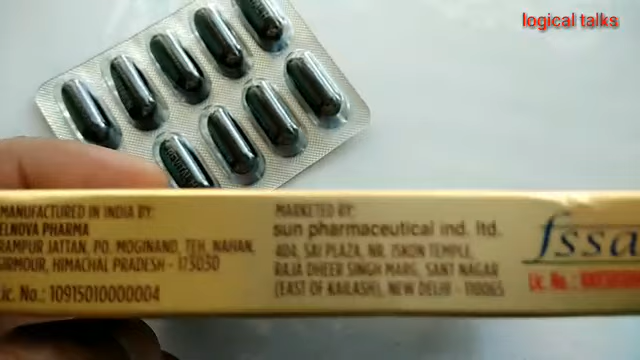 logical talks
MANUFACTURED IN INDIA BY:
ELNOVA PHARMA
RAMPUR JATTAN, PO. MOGINAND, TEH. NAHAN,
SIRMOUR, HIMACHAL PRADESH - 173030
Lic. No.: 10915010000004
MARKETED BY:
sun pharmaceutical ind. ltd.
404, SAI PLAZA, NR. ISKON TEMPLE,
RAJA DHEER SINGH MARG, SANT NAGAR
(EAST OF KAILASH), NEW DELHI - 110065
fssa
Lic. No.: